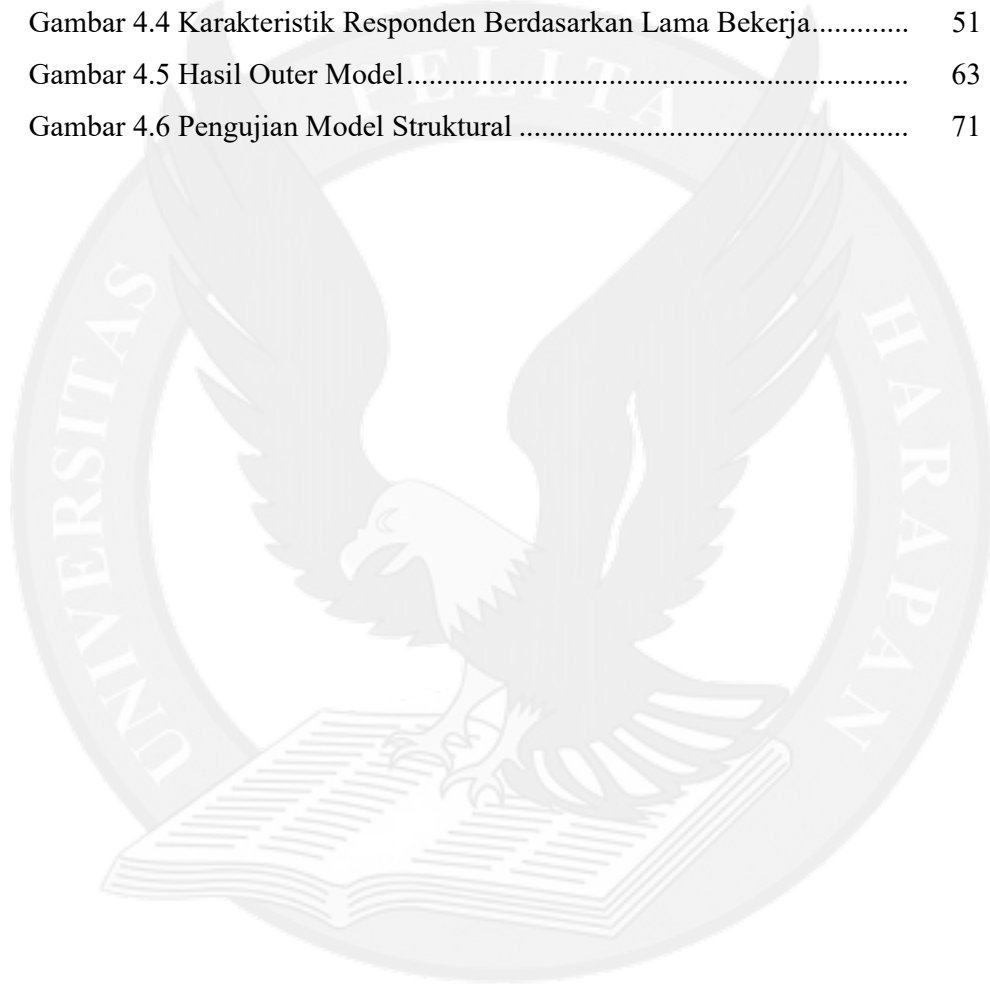 Gambar 4.4 Karakteristik Responden Berdasarkan Lama Bekerja............. 51
Gambar 4.5 Hasil Outer Model.................................................................... 63
Gambar 4.6 Pengujian Model Struktural .................................................... 71
UNIVERSITAS PELITA HARAPAN